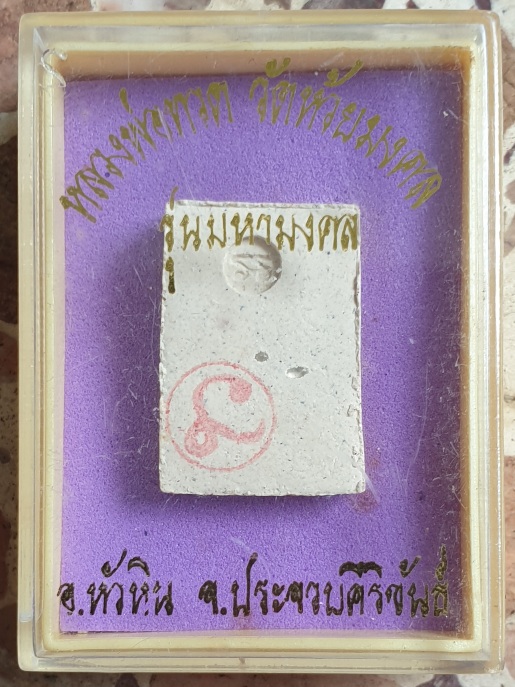 หลวงพ่อทวด วัดห้วยมงคล
รุ่นมหามงคล
อ.หัวหิน จ.ประจวบคีรีขันธ์